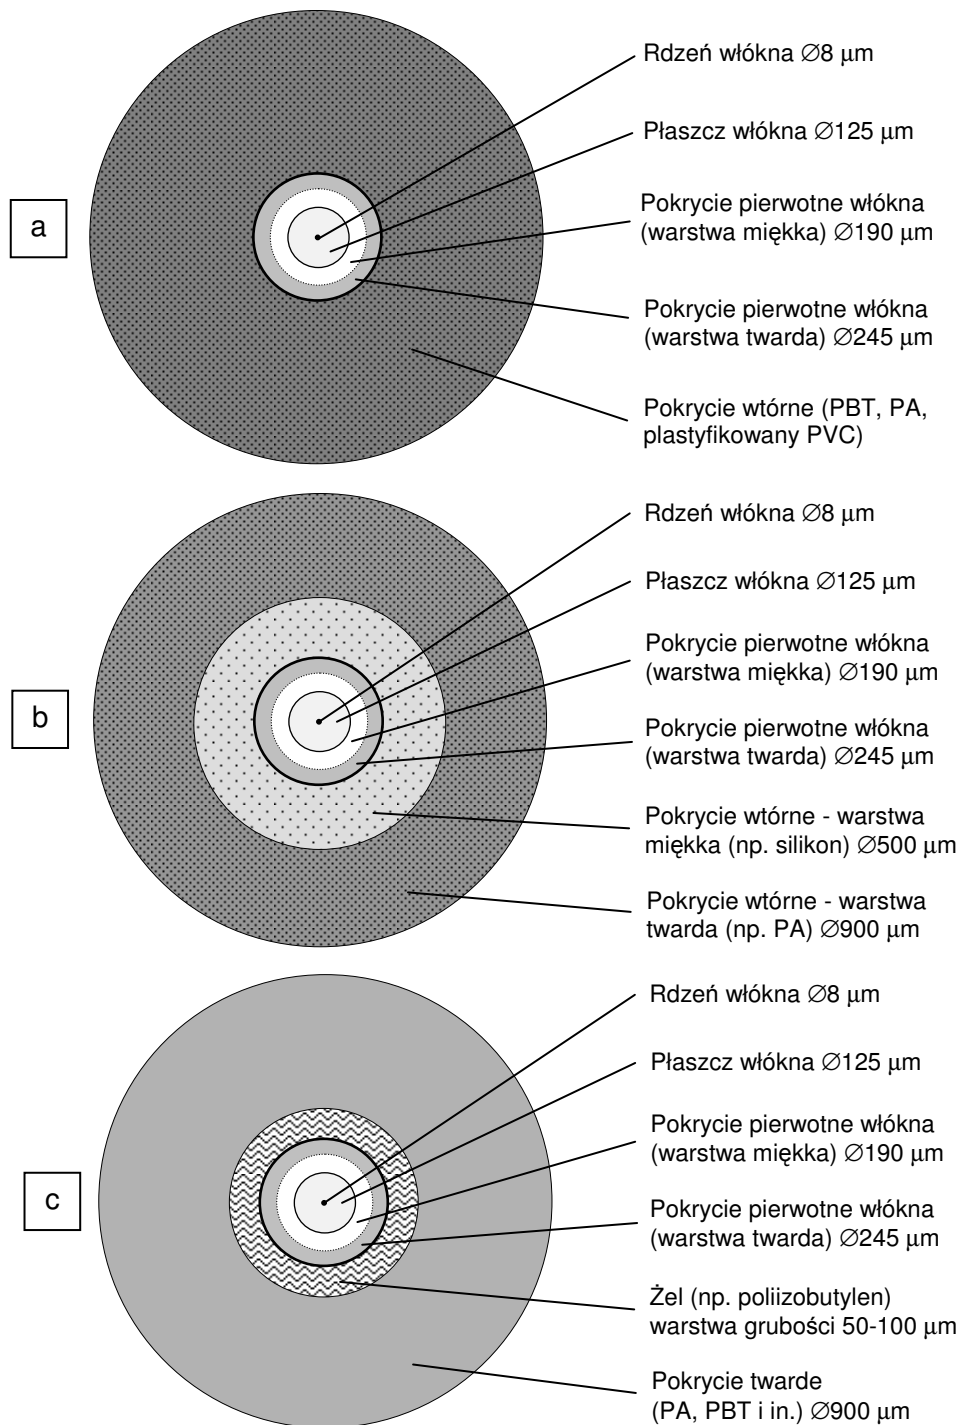 a
Rdzeń włókna ∅8 μm
Płaszcz włókna ∅125 μm
Pokrycie pierwotne włókna
(warstwa miękka) ∅190 μm
Pokrycie pierwotne włókna
(warstwa twarda) ∅245 μm
Pokrycie wtórne (PBT, PA,
plastyfikowany PVC)
b
Rdzeń włókna ∅8 μm
Płaszcz włókna ∅125 μm
Pokrycie pierwotne włókna
(warstwa miękka) ∅190 μm
Pokrycie pierwotne włókna
(warstwa twarda) ∅245 μm
Pokrycie wtórne - warstwa
miękka (np. silikon) ∅500 μm
Pokrycie wtórne - warstwa
twarda (np. PA) ∅900 μm
c
Rdzeń włókna ∅8 μm
Płaszcz włókna ∅125 μm
Pokrycie pierwotne włókna
(warstwa miękka) ∅190 μm
Pokrycie pierwotne włókna
(warstwa twarda) ∅245 μm
Żel (np. poliizobutylen)
warstwa grubości 50-100 μm
Pokrycie twarde
(PA, PBT i in.) ∅900 μm